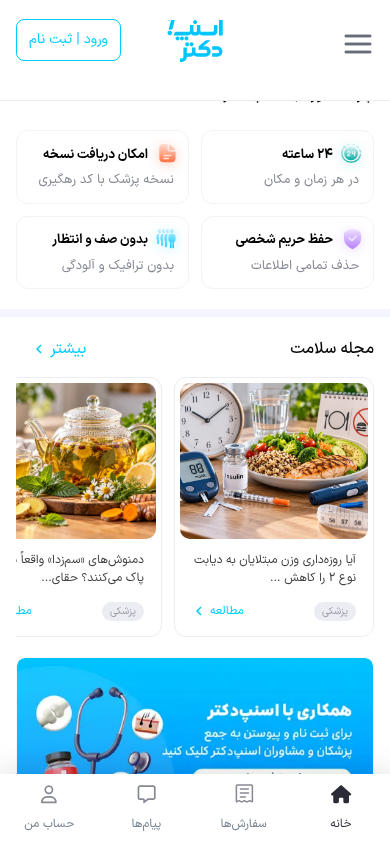 ورود | ثبت نام
اسنپ!
دکتر
۲۴ ساعته
در هر زمان و مکان
امکان دریافت نسخه
نسخه پزشک با کد رهگیری
حفظ حریم شخصی
حذف تمامی اطلاعات
بدون صف و انتظار
بدون ترافیک و آلودگی
مجله سلامت
بیشتر
Insulin
آیا روزه‌داری وزن مبتلایان به دیابت
نوع ۲ را کاهش ...
پزشکی
مطالعه
دمنوش‌های «سم‌زدا» واقعاً
پاک می‌کنند؟ حقای...
پزشکی
همکاری با اسنپ‌دکتر
برای ثبت نام و پیوستن به جمع
پزشکان و مشاوران اسنپ‌دکتر کلیک کنید
خانه
سفارش‌ها
پیام‌ها
حساب من